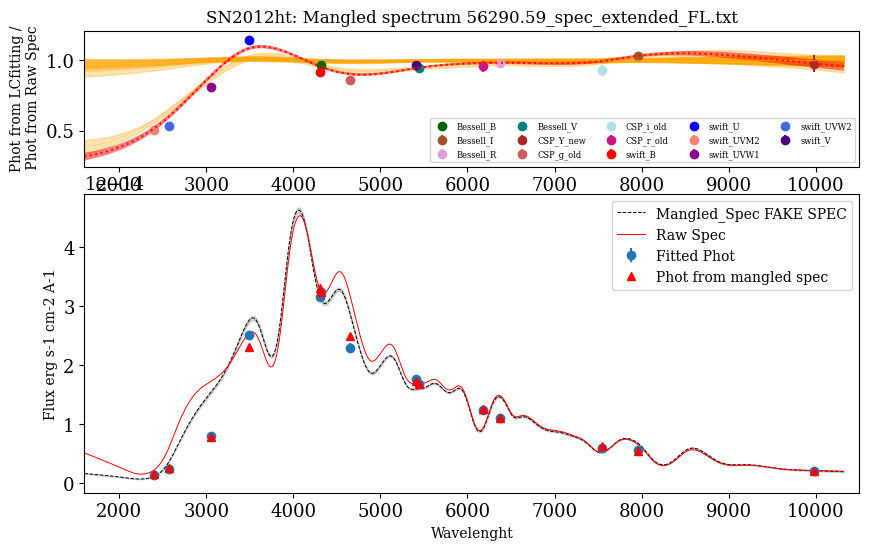 SN2012ht: Mangled spectrum 56290.59_spec_extended_FL.txt
Phot from LCfitting /
Phot from Raw Spec
1.0
0.5
Bessell_B Bessell_V CSP_i_old swift_U swift_UVW2
Bessell_I CSP_Y_new CSP_r_old swift_UVM2 swift_V
Bessell_R CSP_g_old swift_B swift_UVW1
2000 3000 4000 5000 6000 7000 8000 9000 10000
Flux erg s-1 cm-2 A-1
4
3
2
1
0
Mangled_Spec FAKE SPEC
Raw Spec
Fitted Phot
Phot from mangled spec
2000 3000 4000 5000 6000 7000 8000 9000 10000
Wavelenght